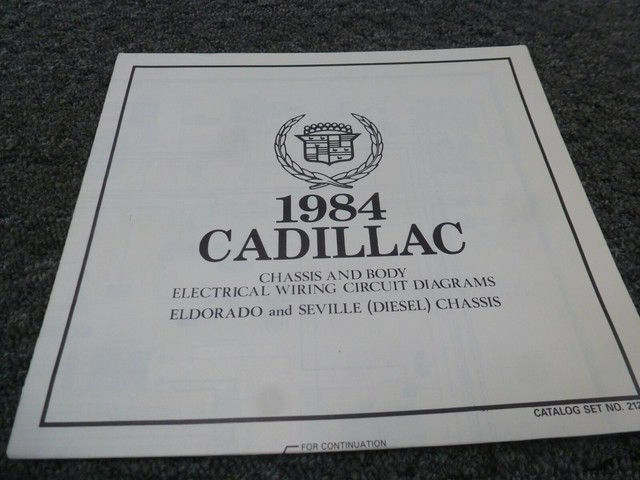 1984
CADILLAC
CHASSIS AND BODY
ELECTRICAL WIRING CIRCUIT DIAGRAMS
ELDORADO and SEVILLE (DIESEL) CHASSIS
CATALOG SET NO. 212
FOR CONTINUATION